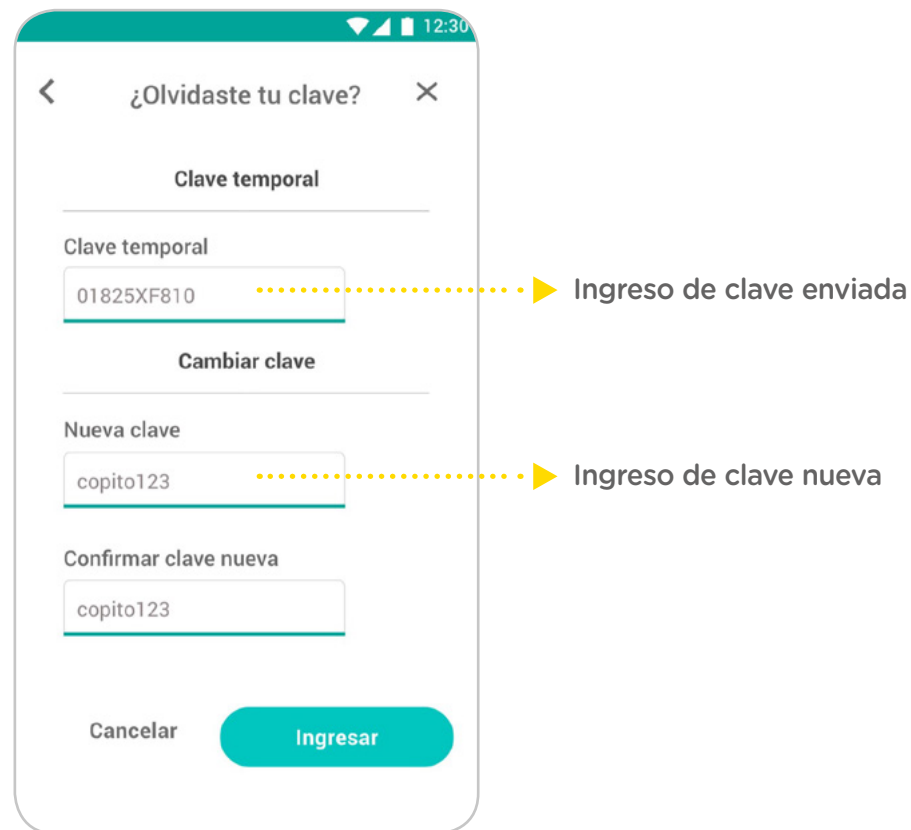 12:30
¿Olvidaste tu clave?
Clave temporal
Clave temporal
01825XF810
Ingreso de clave enviada
Cambiar clave
Nueva clave
copito123
Ingreso de clave nueva
Confirmar clave nueva
copito123
Cancelar
Ingresar